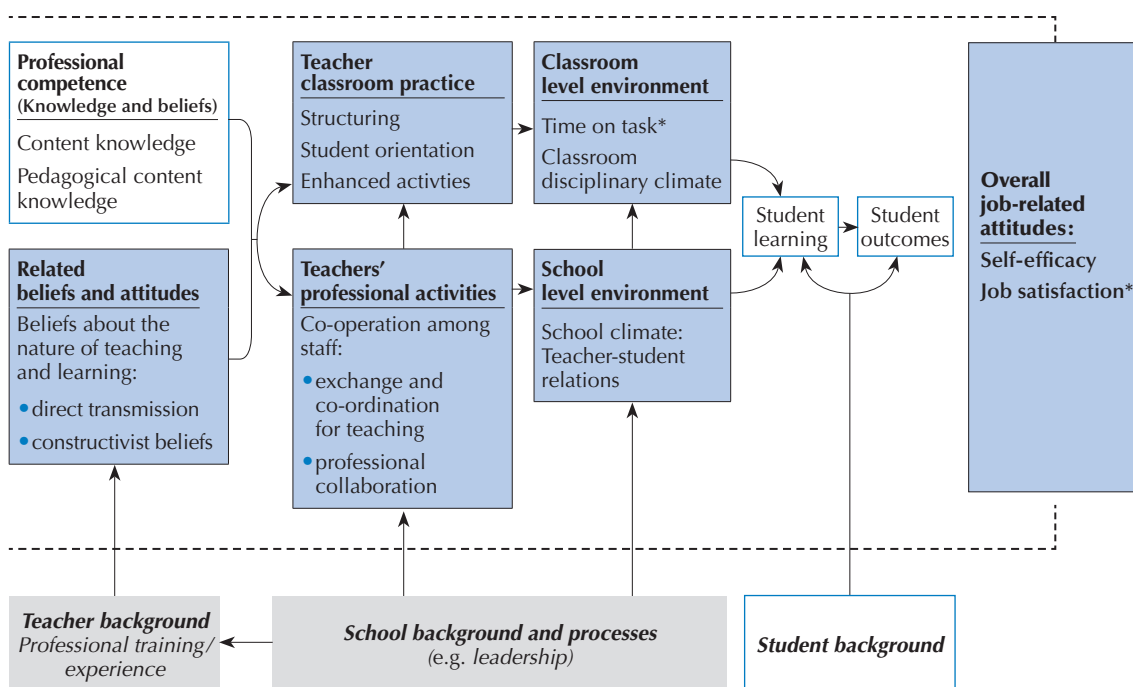 Professional
competence
(Knowledge and beliefs)
Content knowledge
Pedagogical content
knowledge
Related
beliefs and attitudes
Beliefs about the
nature of teaching
and learning:
• direct transmission
• constructivist beliefs
Teacher
classroom practice
Structuring
Student orientation
Enhanced activties
Teachers'
professional activities
Co-operation among
staff:
• exchange and
co-ordination
for teaching
• professional
collaboration
Classroom
level environment
Time on task*
Classroom
disciplinary climate
School
level environment
School climate:
Teacher-student
relations
Student
learning
Student
outcomes
Overall
job-related
attitudes:
Self-efficacy
Job satisfaction*
Teacher background
Professional training/
experience
School background and processes
(e.g. leadership)
Student background